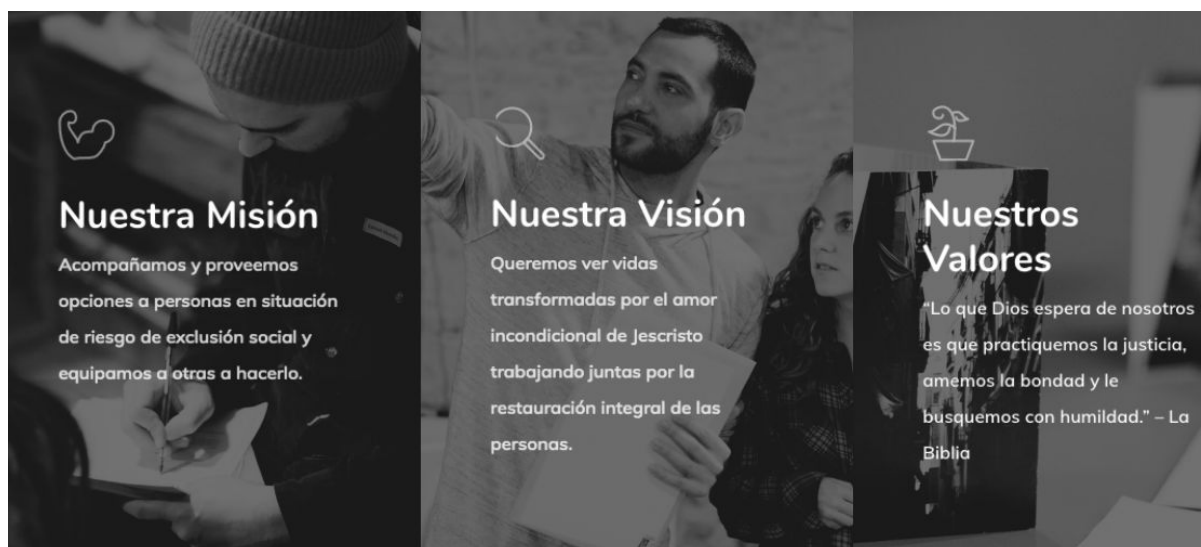 Nuestra Misión
Acompañamos y proveemos
opciones a personas en situación
de riesgo de exclusión social y
equipamos a otras a hacerlo.
Nuestra Visión
Queremos ver vidas
transformadas por el amor
incondicional de Jescristo
trabajando juntas por la
restauración integral de las
personas.
Nuestros
Valores
“Lo que Dios espera de nosotros
es que practiquemos la justicia,
amemos la bondad y le
busquemos con humildad.” – La
Biblia